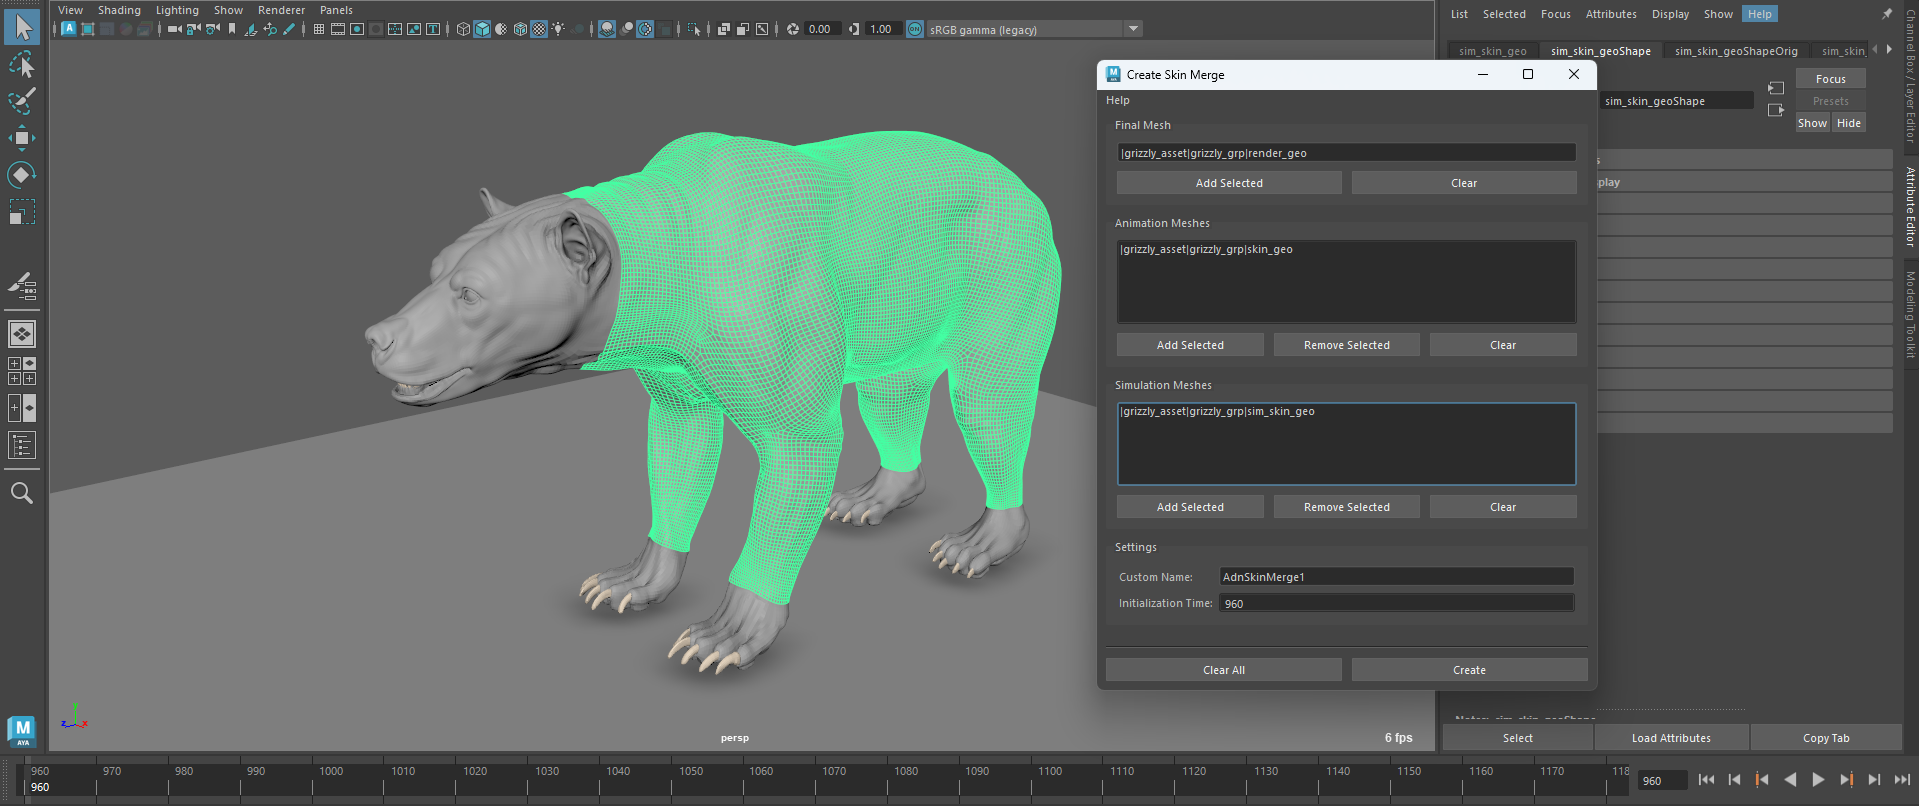 View Shading Lighting Show Renderer Panels
0.00 1.00 ON sRGB gamma (legacy)
List Selected Focus Attributes Display Show Help
sim_skin_geo sim_skin_geoShape sim_skin_geoShapeOrig sim_skin
Create Skin Merge
Help
Final Mesh
|grizzly_asset|grizzly_grp|render_geo
Add Selected Clear
Animation Meshes
|grizzly_asset|grizzly_grp|skin_geo
Add Selected Remove Selected Clear
Simulation Meshes
|grizzly_asset|grizzly_grp|sim_skin_geo
Add Selected Remove Selected Clear
Settings
Custom Name: AdnSkinMerge1
Initialization Time: 960
Clear All Create
sim_skin_geoShape
Focus
Presets
Show Hide
s
play
Notes: sim_skin_geoShape
Select Load Attributes Copy Tab
Channel Box / Layer Editor
Attribute Editor
Modeling Toolkit
y
z x
persp
6 fps
M
AYA
960 970 980 990 1000 1010 1020 1030 1040 1050 1060 1070 1080 1090 1100 1110 1120 1130 1140 1150 1160 1170 118
960
960